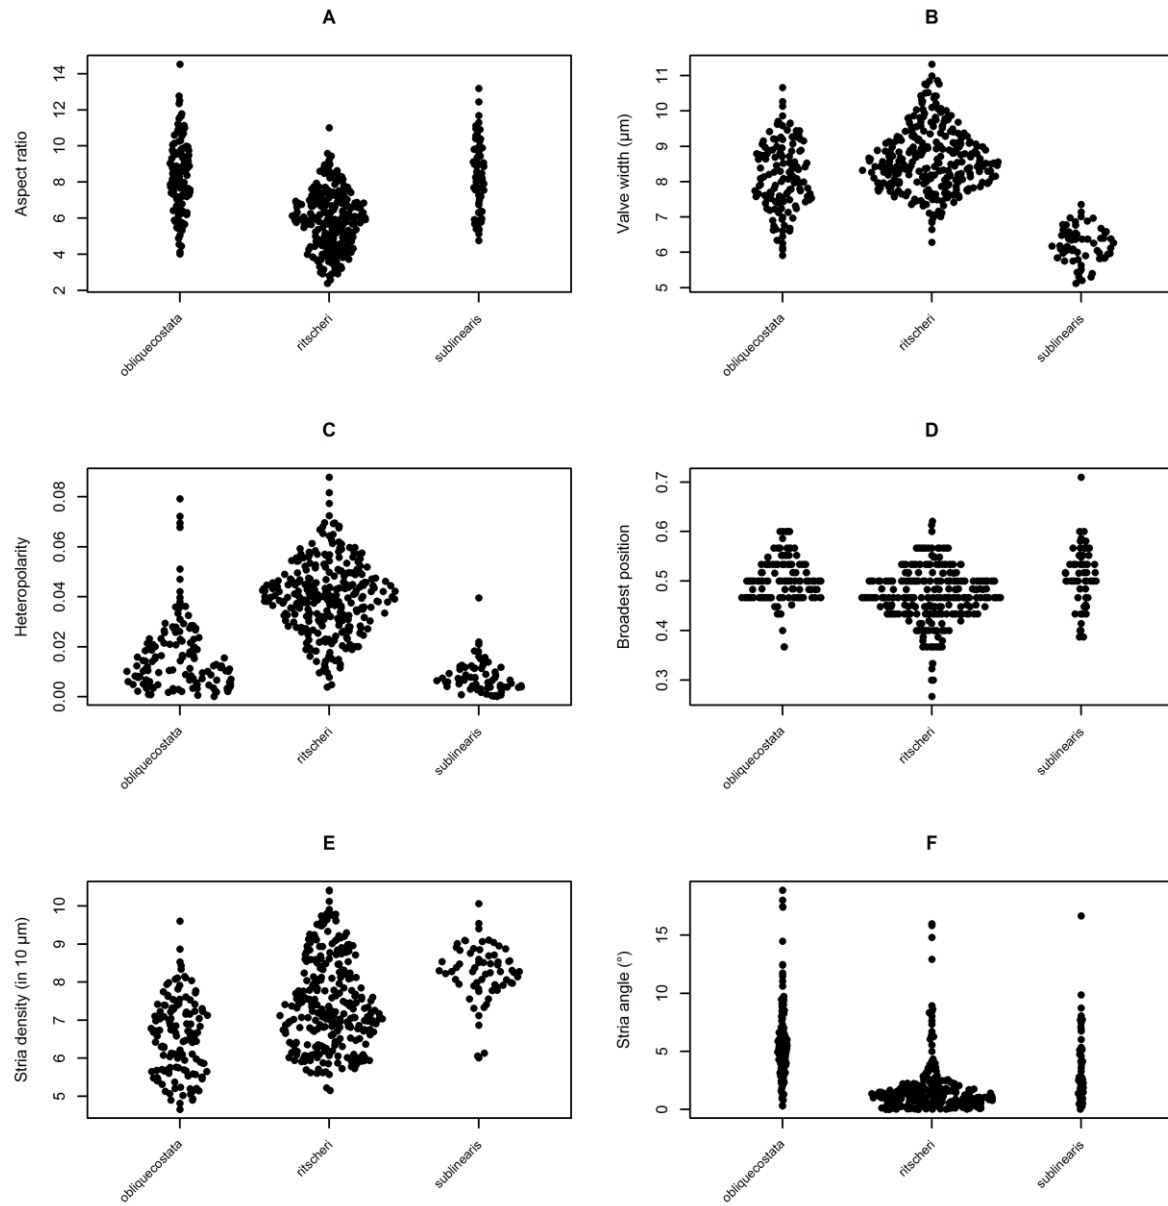 A
Aspect ratio
14
12
10
8
6
4
2
obliquecostata
ritscheri
sublinearis
B
Valve width (µm)
11
10
9
8
7
6
5
obliquecostata
ritscheri
sublinearis
C
Heteropolarity
0.08
0.06
0.04
0.02
0.00
obliquecostata
ritscheri
sublinearis
D
Broadest position
0.7
0.6
0.5
0.4
0.3
obliquecostata
ritscheri
sublinearis
E
Stria density (in 10 µm)
10
9
8
7
6
5
obliquecostata
ritscheri
sublinearis
F
Stria angle (°)
15
10
5
0
obliquecostata
ritscheri
sublinearis